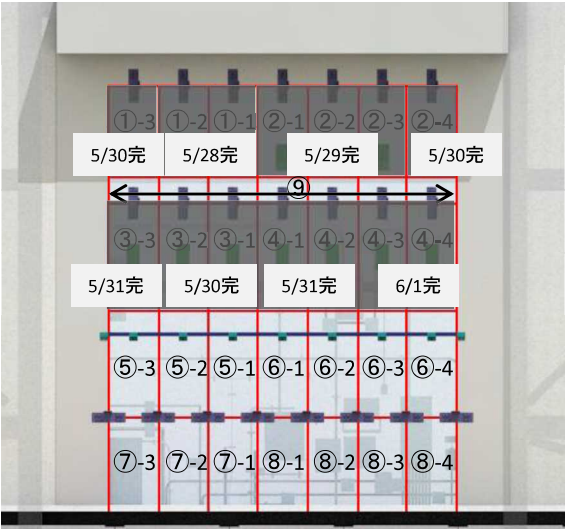 ①-3 ①-2 ①-1 ②-1 ②-2 ②-3 ②-4
5/30完 5/28完 5/29完 5/30完
⑨
③-3 ③-2 ③-1 ④-1 ④-2 ④-3 ④-4
5/31完 5/30完 5/31完 6/1完
⑤-3 ⑤-2 ⑤-1 ⑥-1 ⑥-2 ⑥-3 ⑥-4
⑦-3 ⑦-2 ⑦-1 ⑧-1 ⑧-2 ⑧-3 ⑧-4